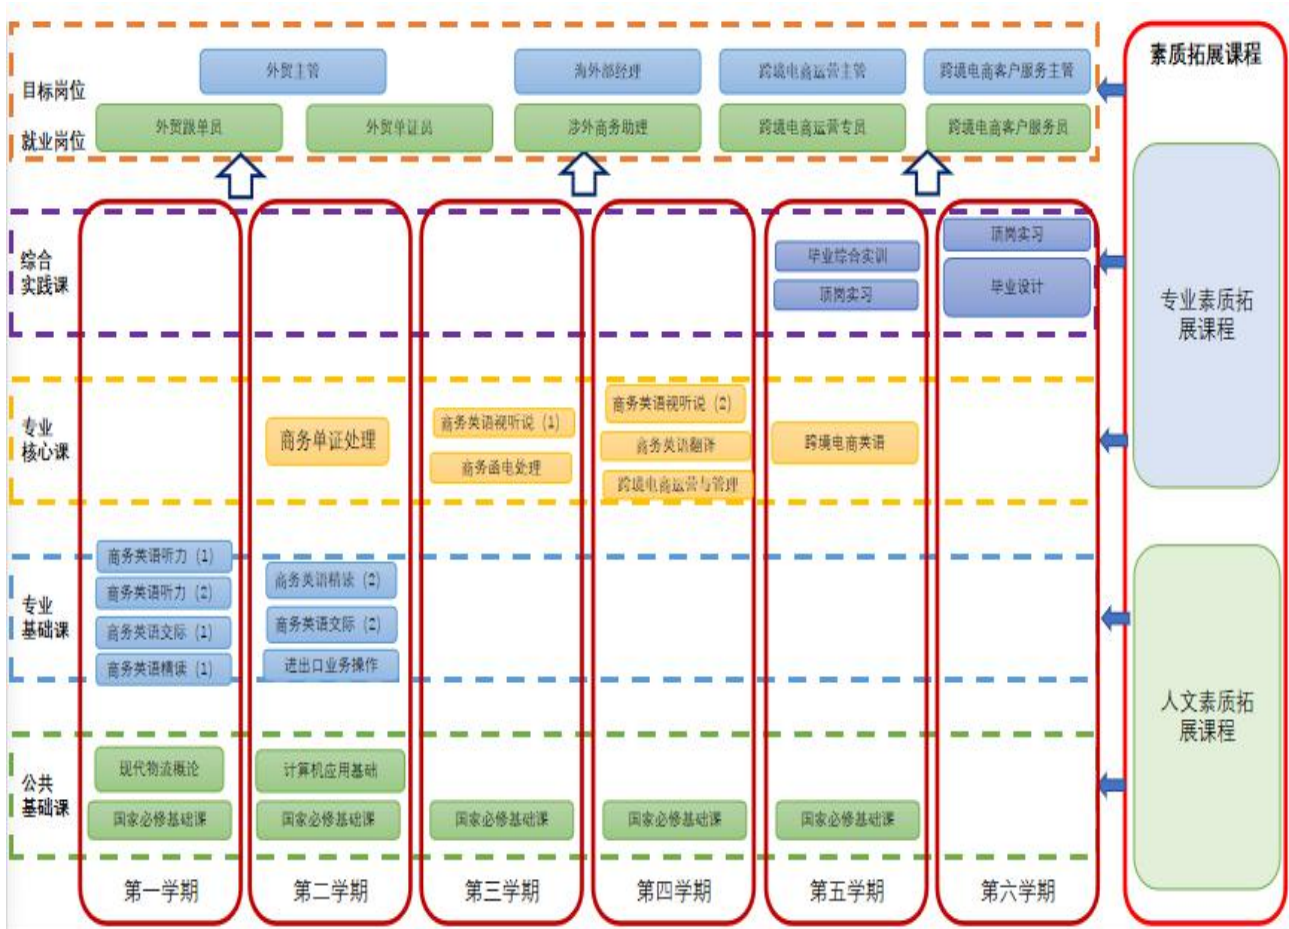 素质拓展课程
目标岗位
外贸主管
海外部经理
跨境电商运营主管
跨境电商客户服务主管
就业岗位
外贸跟单员
外贸单证员
涉外商务助理
跨境电商运营专员
跨境电商客户服务员
综合
实践课
毕业综合实训
顶岗实习
顶岗实习
毕业设计
专业
核心课
商务单证处理
商务英语视听说（1）
商务函电处理
商务英语视听说（2）
商务英语翻译
跨境电商运营与管理
跨境电商英语
专业
基础课
商务英语听力（1）
商务英语听力（2）
商务英语交际（1）
商务英语精读（1）
商务英语精读（2）
商务英语交际（2）
进出口业务操作
公共
基础课
现代物流概论
国家必修基础课
计算机应用基础
国家必修基础课
国家必修基础课
国家必修基础课
国家必修基础课
第一学期
第二学期
第三学期
第四学期
第五学期
第六学期
专业素质拓
展课程
人文素质拓
展课程